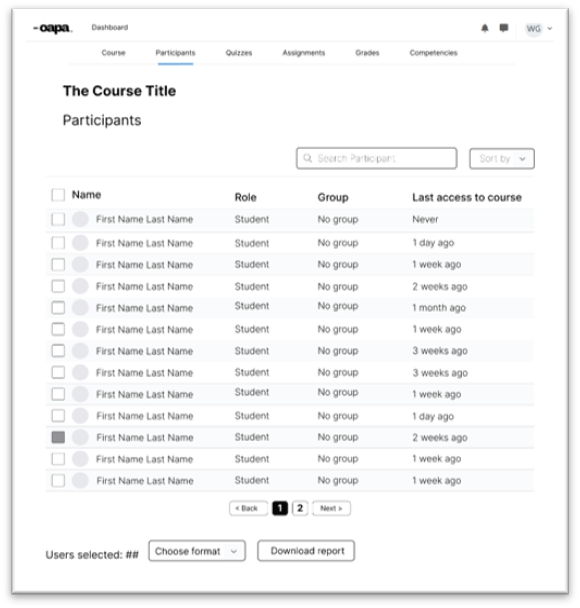 -oapa. Dashboard WG
Course Participants Quizzes Assignments Grades Competencies
The Course Title
Participants
Search Participant Sort by
Name Role Group Last access to course
First Name Last Name Student No group Never
First Name Last Name Student No group 1 day ago
First Name Last Name Student No group 1 week ago
First Name Last Name Student No group 2 weeks ago
First Name Last Name Student No group 1 month ago
First Name Last Name Student No group 1 week ago
First Name Last Name Student No group 3 weeks ago
First Name Last Name Student No group 3 weeks ago
First Name Last Name Student No group 1 week ago
First Name Last Name Student No group 1 day ago
First Name Last Name Student No group 2 weeks ago
First Name Last Name Student No group 1 week ago
First Name Last Name Student No group 1 week ago
< Back 1 2 Next >
Users selected: ## Choose format Download report